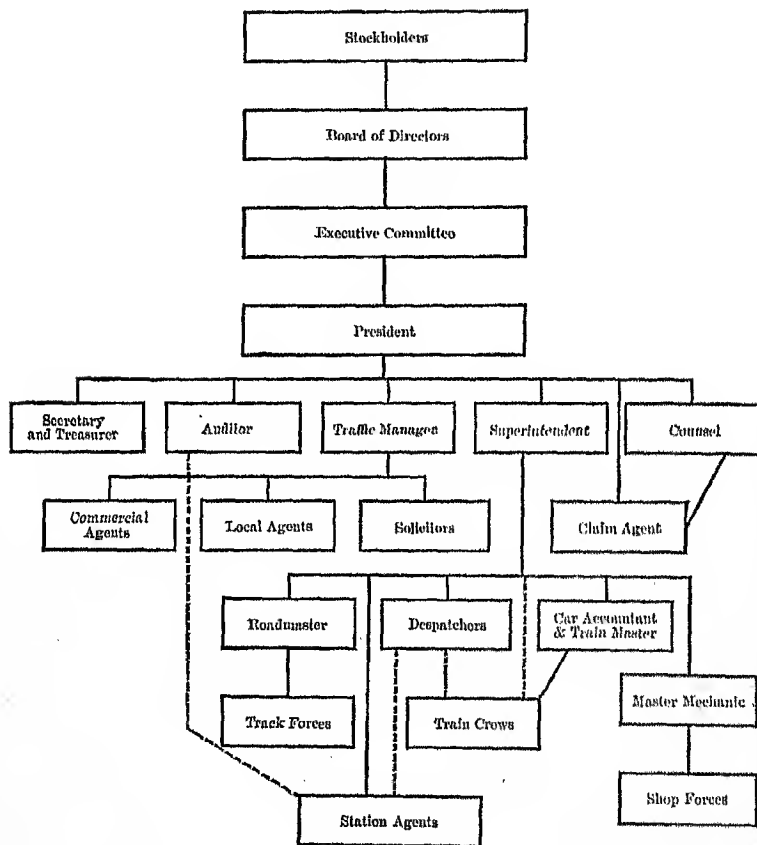 Stockholders
Board of Directors
Executive Committee
President
Secretary
and Treasurer
Auditor
Traffic Manager
Superintendent
Counsel
Commercial
Agents
Local Agents
Solicitors
Claim Agent
Roadmaster
Despatchers
Car Accountant
& Train Master
Track Forces
Train Crews
Master Mechanic
Station Agents
Shop Forces